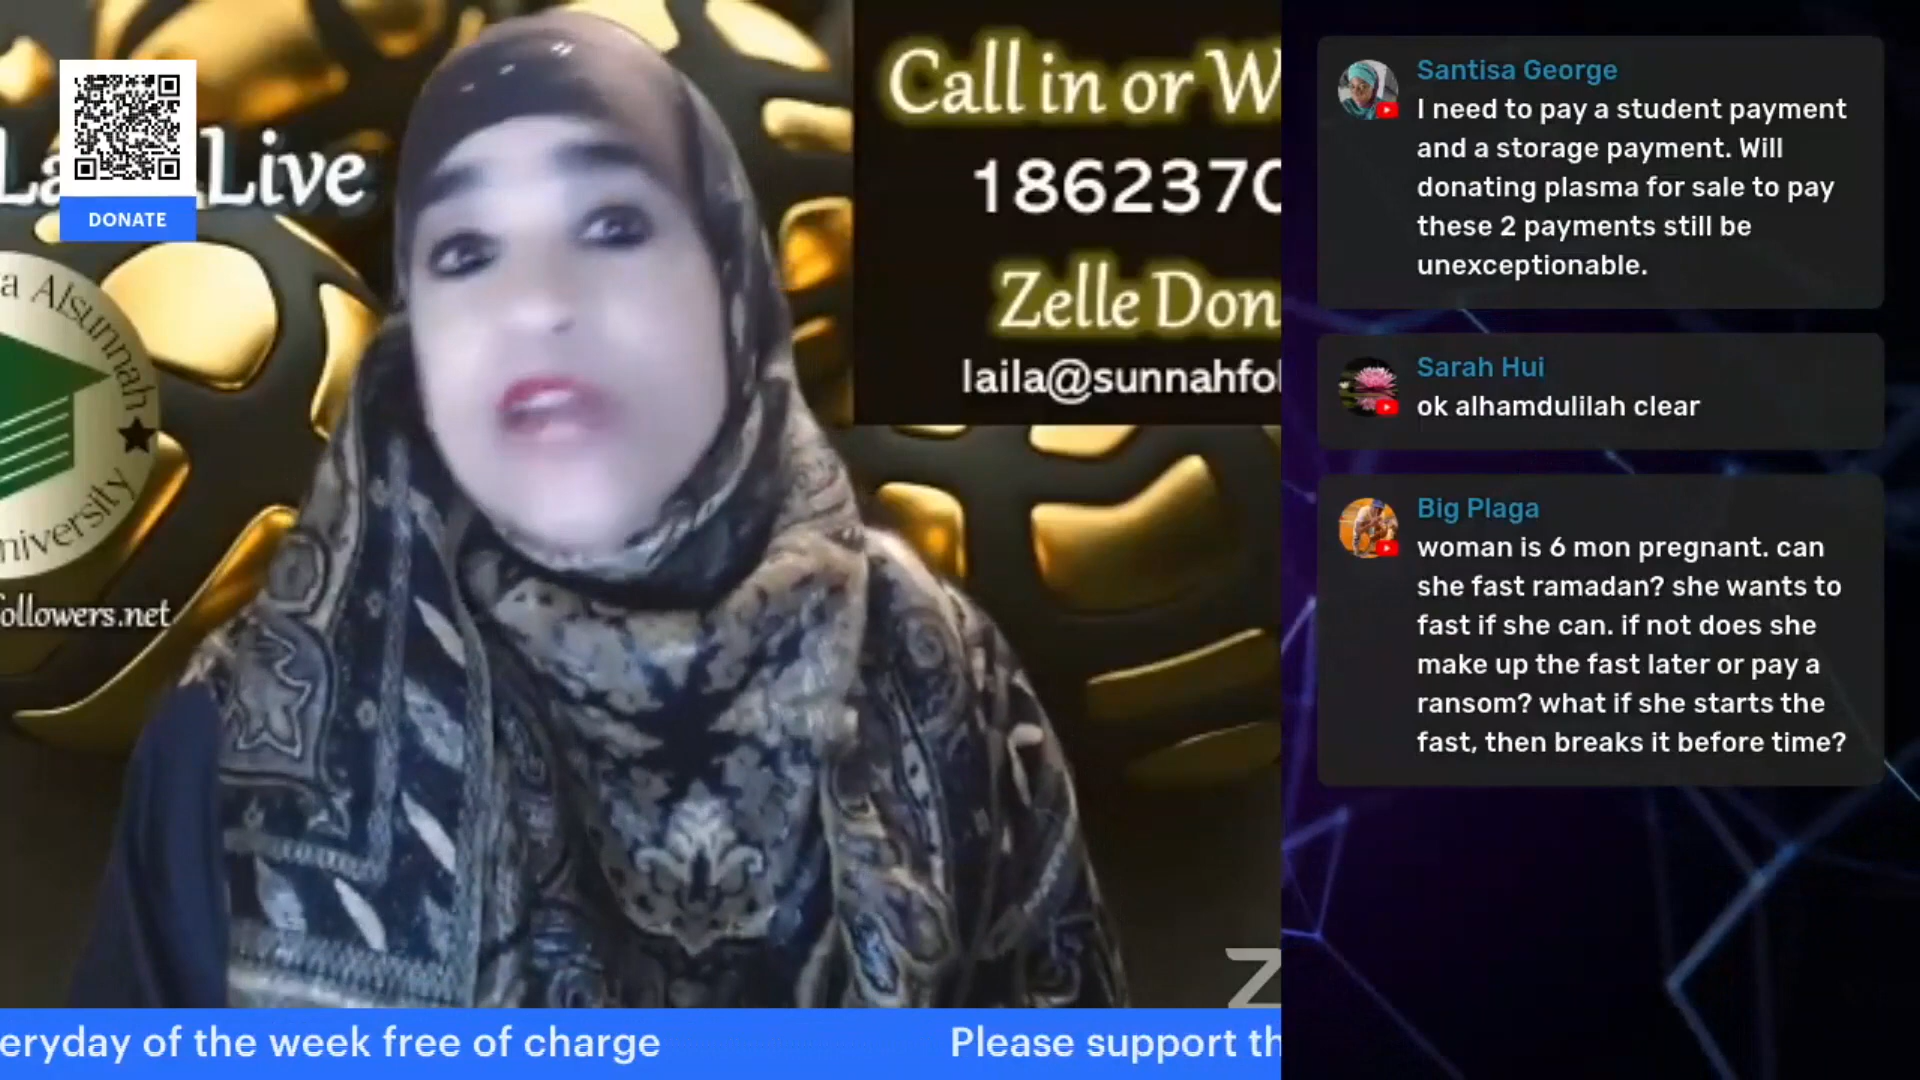 La Live
DONATE
a Alsunnah
niversity
ollowers.net
Call in or W
1862370
Zelle Don
laila@sunnahfol
Z
eryday of the week free of charge
Please support th
Santisa George
I need to pay a student payment
and a storage payment. Will
donating plasma for sale to pay
these 2 payments still be
unexceptionable.
Sarah Hui
ok alhamdulilah clear
Big Plaga
woman is 6 mon pregnant. can
she fast ramadan? she wants to
fast if she can. if not does she
make up the fast later or pay a
ransom? what if she starts the
fast, then breaks it before time?